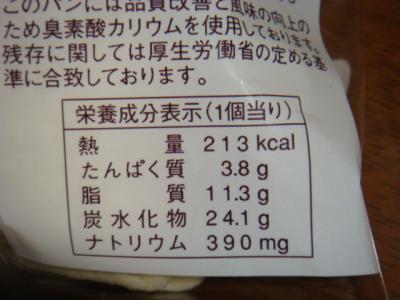 このパンには品質改善と風味の向上の
ため臭素酸カリウムを使用しております。
残存に関しては厚生労働省の定める基
準に合致しております。
栄養成分表示(1個当り)
熱量 213 kcal
たんぱく質 3.8 g
脂質 11.3 g
炭水化物 24.1 g
ナトリウム 390 mg